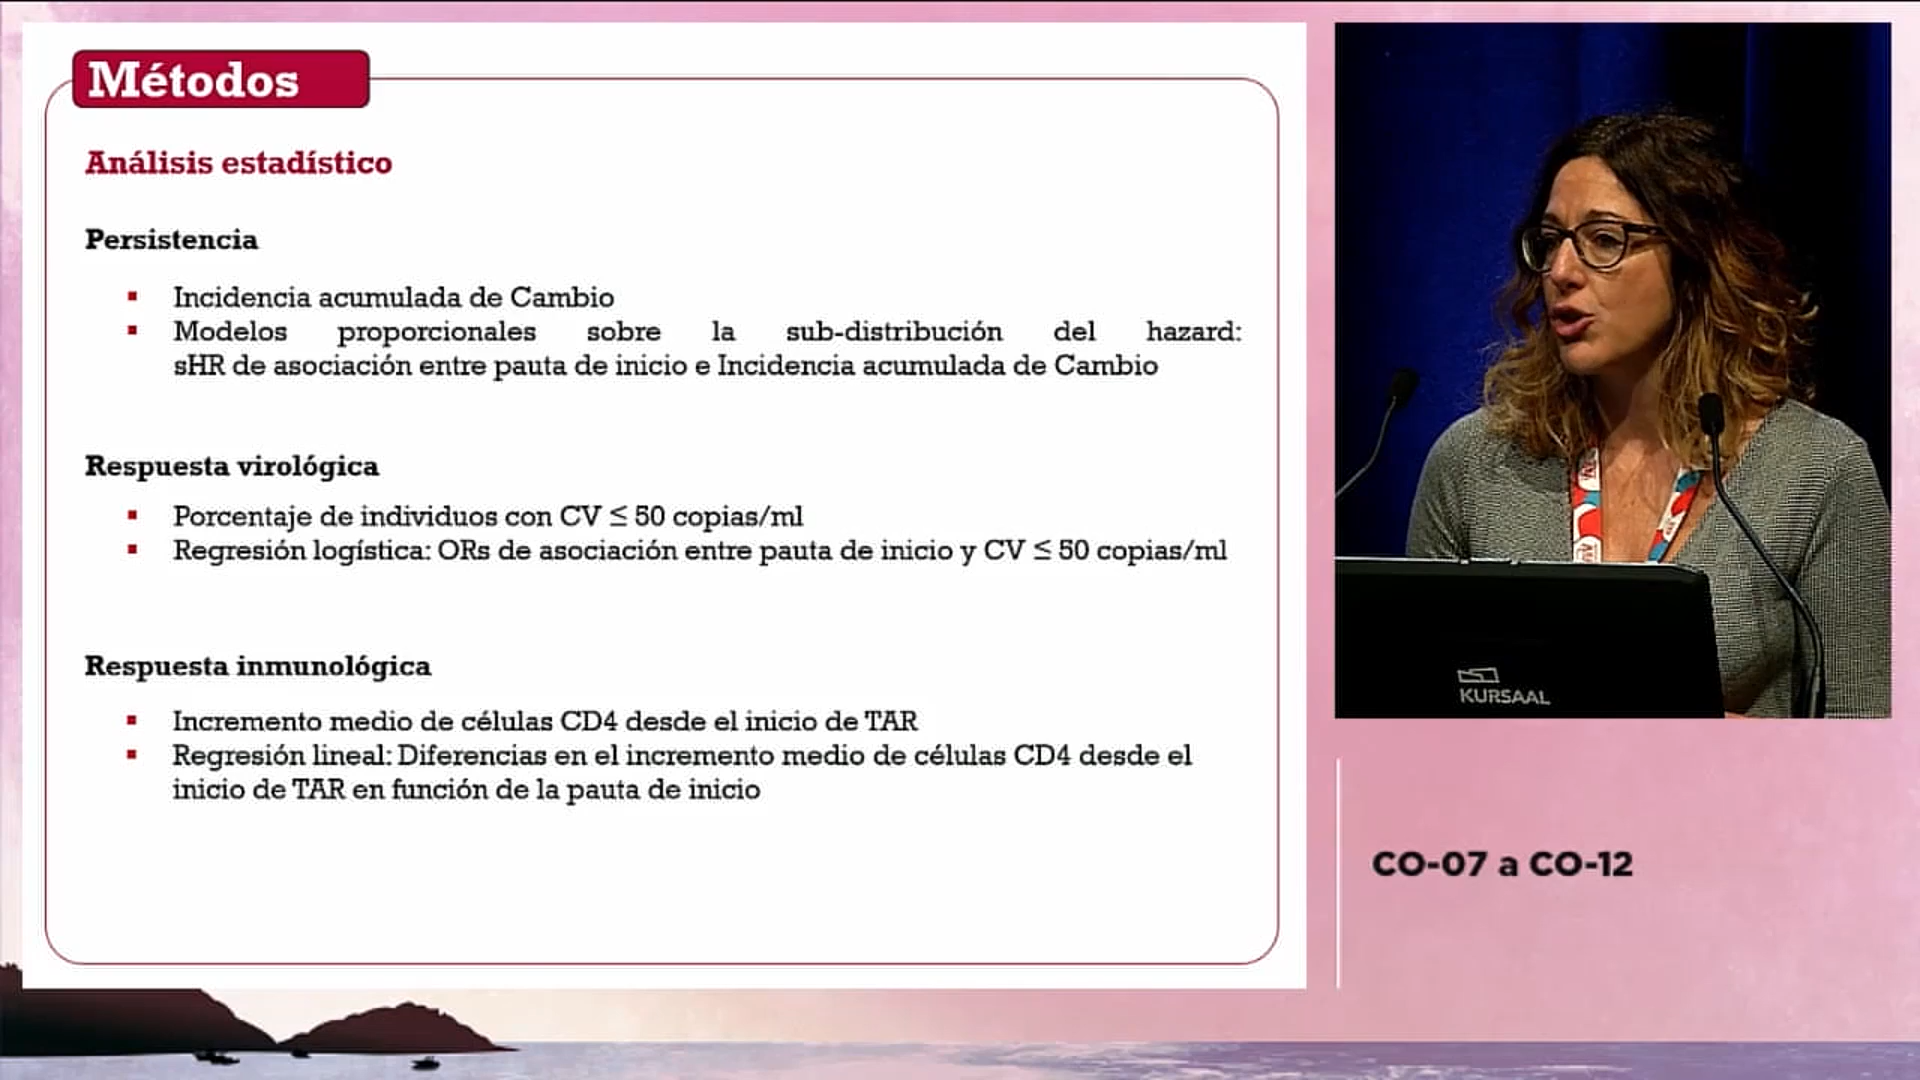 Métodos
Análisis estadístico
Persistencia
Incidencia acumulada de Cambio
Modelos proporcionales sobre la sub-distribución del hazard:
sHR de asociación entre pauta de inicio e Incidencia acumulada de Cambio
Respuesta virológica
Porcentaje de individuos con CV ≤ 50 copias/ml
Regresión logística: ORs de asociación entre pauta de inicio y CV ≤ 50 copias/ml
Respuesta inmunológica
Incremento medio de células CD4 desde el inicio de TAR
Regresión lineal: Diferencias en el incremento medio de células CD4 desde el
inicio de TAR en función de la pauta de inicio
KURSAAL
CO-07 a CO-12